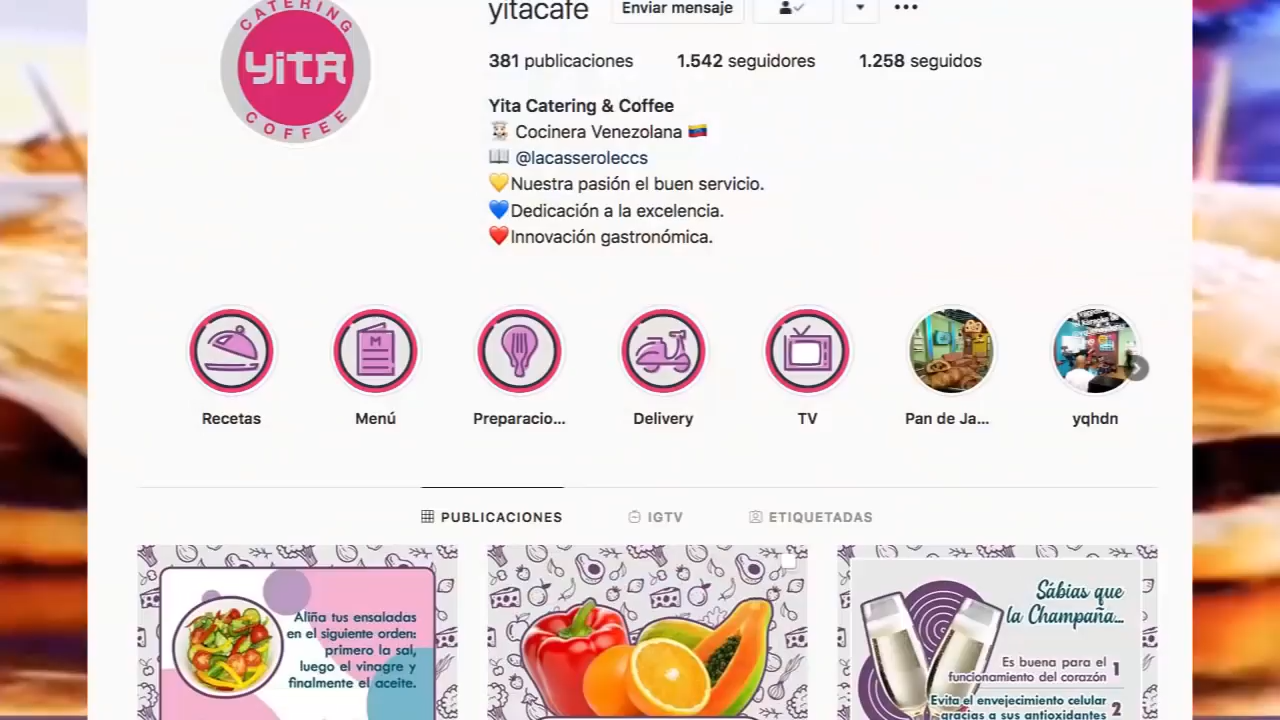 CATERING
YitA
COFFEE
yitacafe
Enviar mensaje
381 publicaciones
1.542 seguidores
1.258 seguidos
Yita Catering & Coffee
Cocinera Venezolana
@lacasseroleccs
Nuestra pasión el buen servicio.
Dedicación a la excelencia.
Innovación gastronómica.
M
Recetas
Menú
Preparacio...
Delivery
TV
Pan de Ja...
yqhdn
PUBLICACIONES
IGTV
ETIQUETADAS
Aliña tus ensaladas
en el siguiente orden:
primero la sal,
luego el vinagre y
finalmente el aceite.
Sábias que
la Champaña...
Es buena para el
funcionamiento del corazón
1
Evita el envejecimiento celular
gracias a sus antioxidantes
2